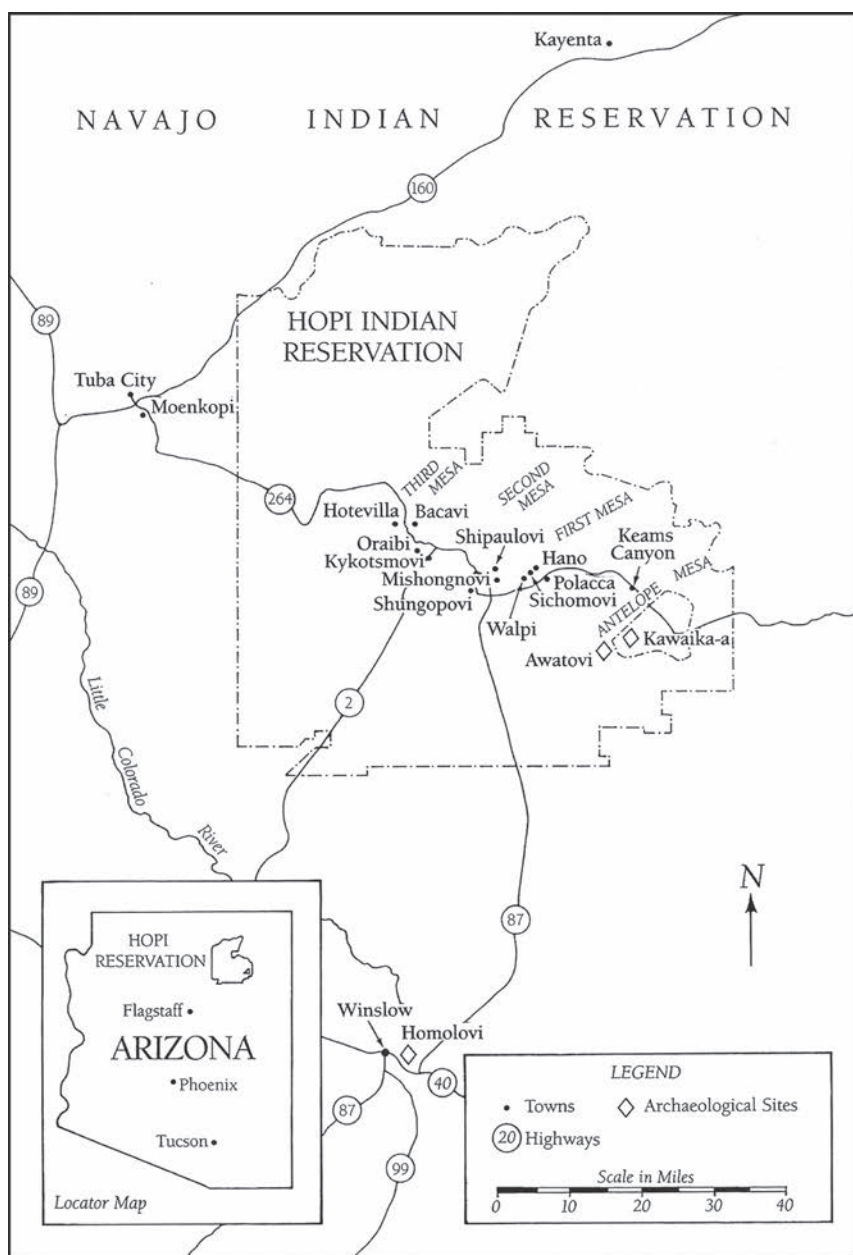 Kayenta
NAVAJO INDIAN RESERVATION
160
HOPI INDIAN
RESERVATION
89
Tuba City
Moenkopi
THIRD
MESA
SECOND
MESA
FIRST MESA
264
Hotevilla
Bacavi
Shipaulovi
Keams
Canyon
Oraibi
Hano
Kykotsmovi
Mishongnovi
Polacca
Sichomovi
Shungopovi
Walpi
ANTELOPE MESA
89
Kawaika-a
Awatovi
2
Little
Colorado
River
N
87
HOPI
RESERVATION
Flagstaff
ARIZONA
Phoenix
Tucson
Locator Map
Winslow
Homolovi
40
87
99
LEGEND
Towns
Archaeological Sites
20 Highways
Scale in Miles
0 10 20 30 40